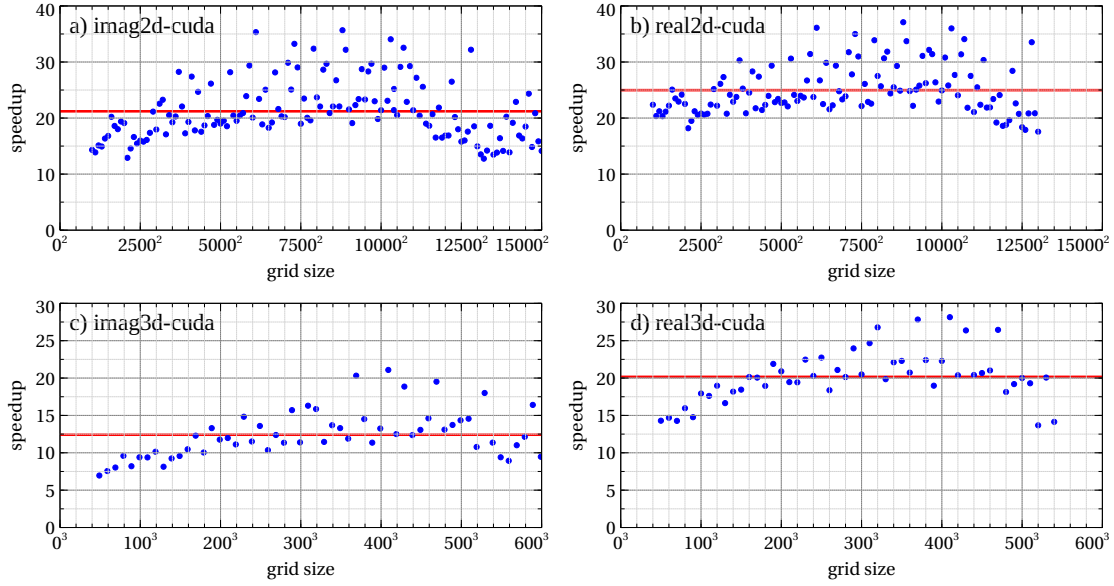 a) imag2d-cuda
speedup
40
30
20
10
0
0² 2500² 5000² 7500² 10000² 12500² 15000²
grid size
b) real2d-cuda
speedup
40
30
20
10
0
0² 2500² 5000² 7500² 10000² 12500² 15000²
grid size
c) imag3d-cuda
speedup
30
25
20
15
10
5
0
0³ 100³ 200³ 300³ 400³ 500³ 600³
grid size
d) real3d-cuda
speedup
30
25
20
15
10
5
0
0³ 100³ 200³ 300³ 400³ 500³ 600³
grid size